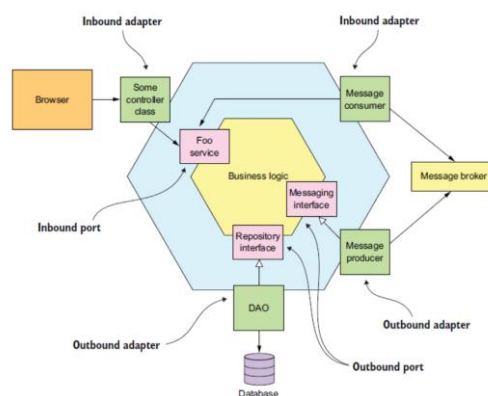 Inbound adapter
Inbound adapter
Browser
Some
controller
class
Message
consumer
Foo
service
Business logic
Message broker
Messaging
interface
Inbound port
Repository
interface
Message
producer
DAO
Outbound adapter
Outbound adapter
Outbound port
Database